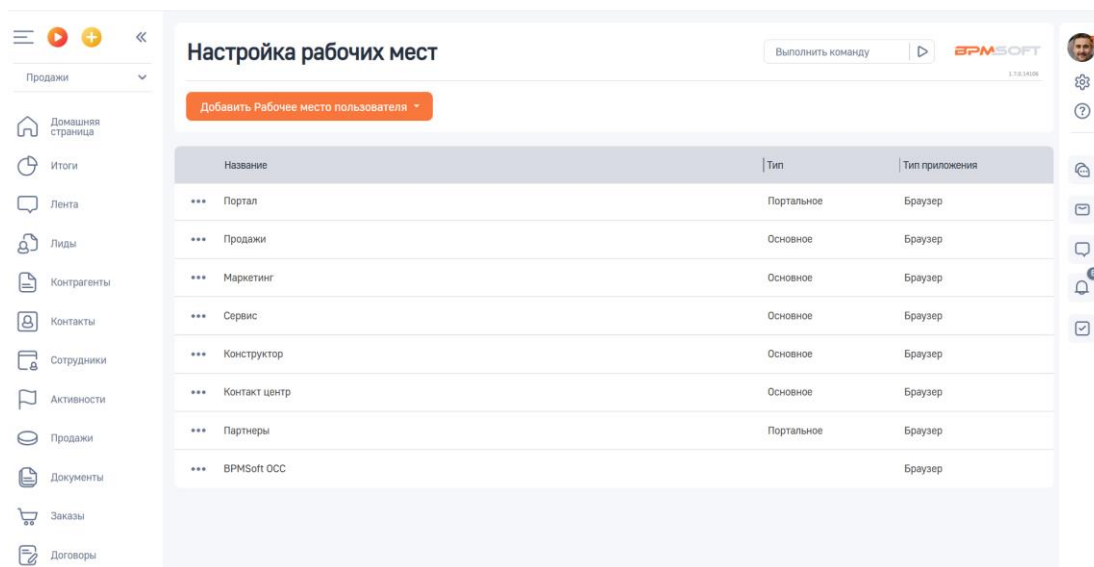 Продажи
Домашняя
страница
Итоги
Лента
Лиды
Контрагенты
Контакты
Сотрудники
Активности
Продажи
Документы
Заказы
Договоры
Настройка рабочих мест
Выполнить команду
BPMSOFT
Добавить Рабочее место пользователя
Название Тип Тип приложения
Портал Портальное Браузер
Продажи Основное Браузер
Маркетинг Основное Браузер
Сервис Основное Браузер
Конструктор Основное Браузер
Контакт центр Основное Браузер
Партнеры Портальное Браузер
BPMSoft OCC Браузер